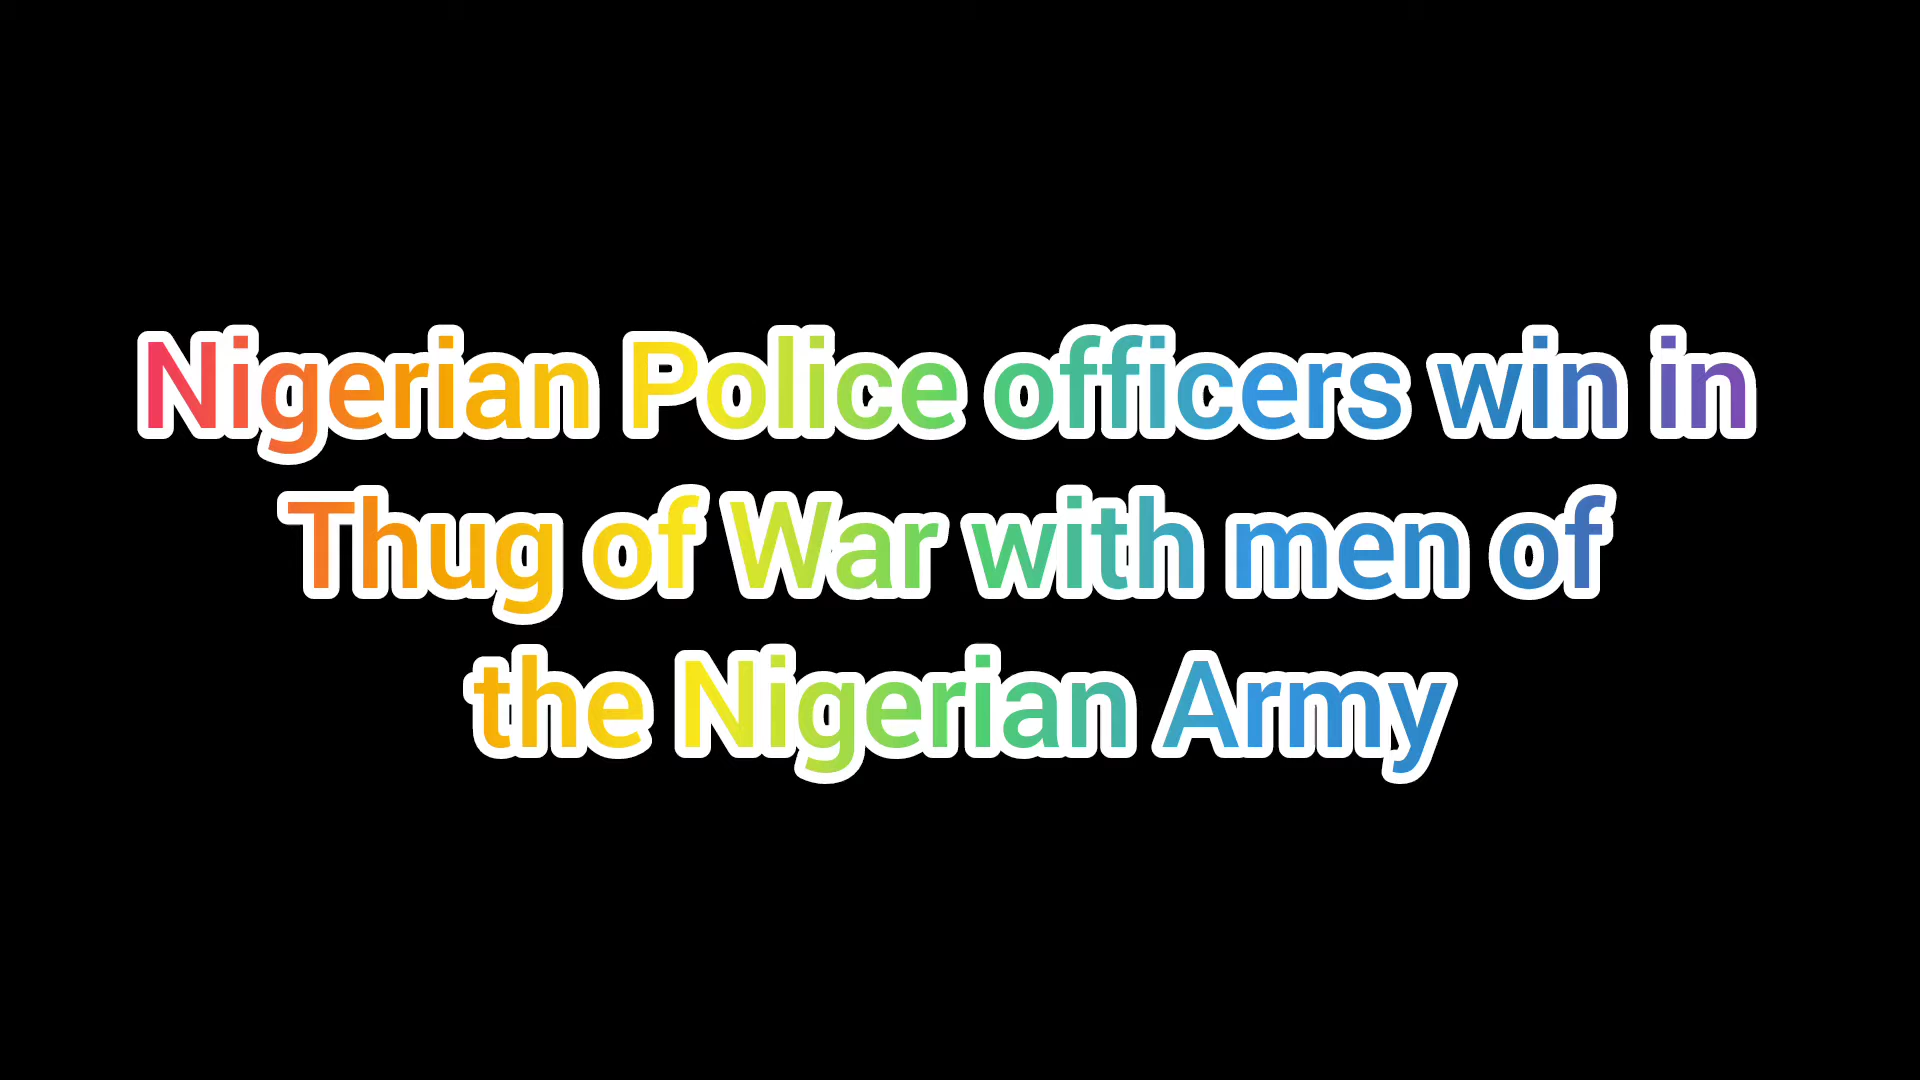 Nigerian Police officers win in
Thug of War with men of
the Nigerian Army